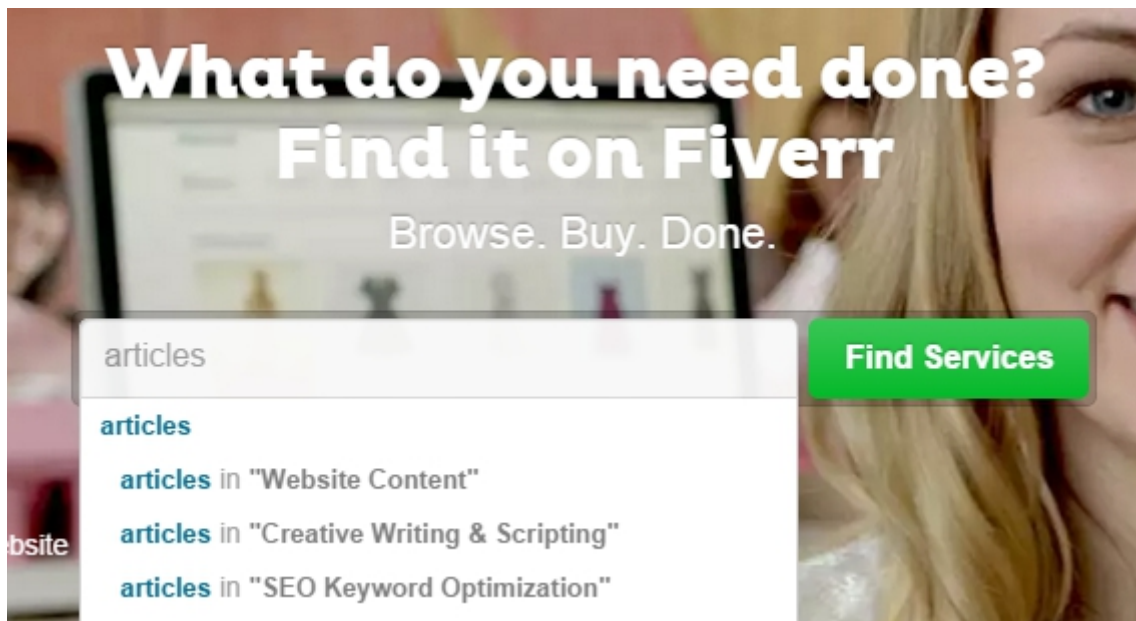 What do you need done?
Find it on Fiverr
Browse. Buy. Done.
articles
Find Services
articles
articles in "Website Content"
articles in "Creative Writing & Scripting"
ebsite
articles in "SEO Keyword Optimization"